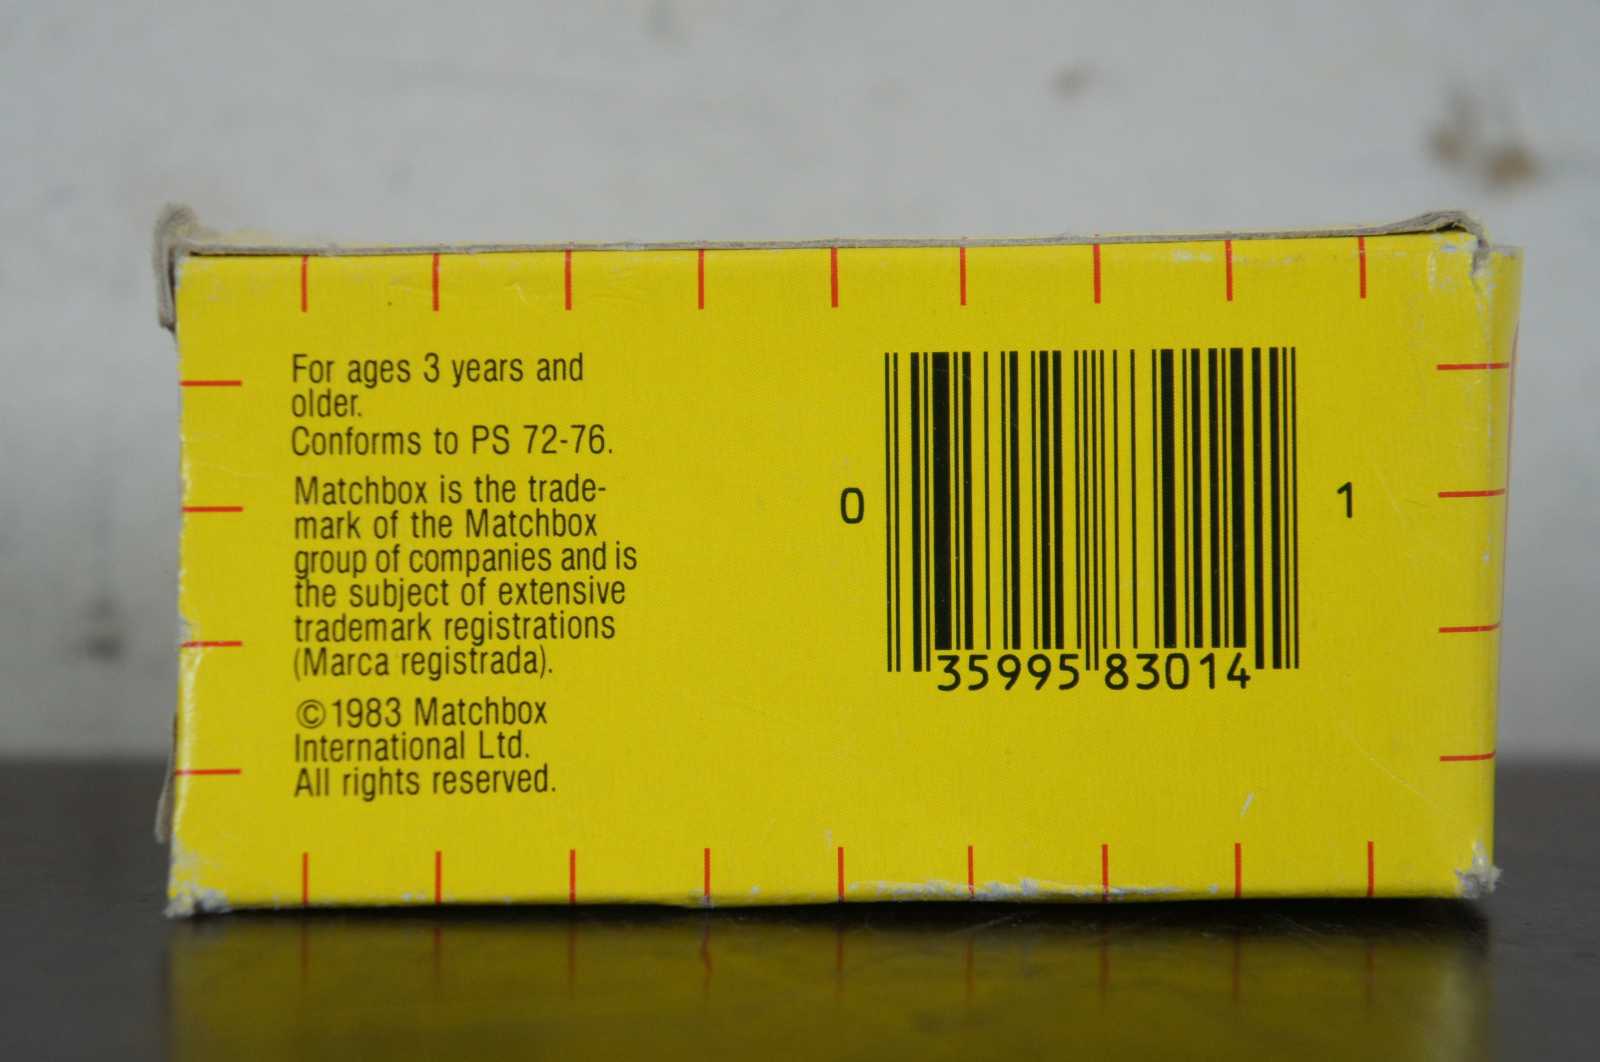 For ages 3 years and
older.
Conforms to PS 72-76.
Matchbox is the trade-
mark of the Matchbox
group of companies and is
the subject of extensive
trademark registrations
(Marca registrada).
©1983 Matchbox
International Ltd.
All rights reserved.
0 35995 83014 1